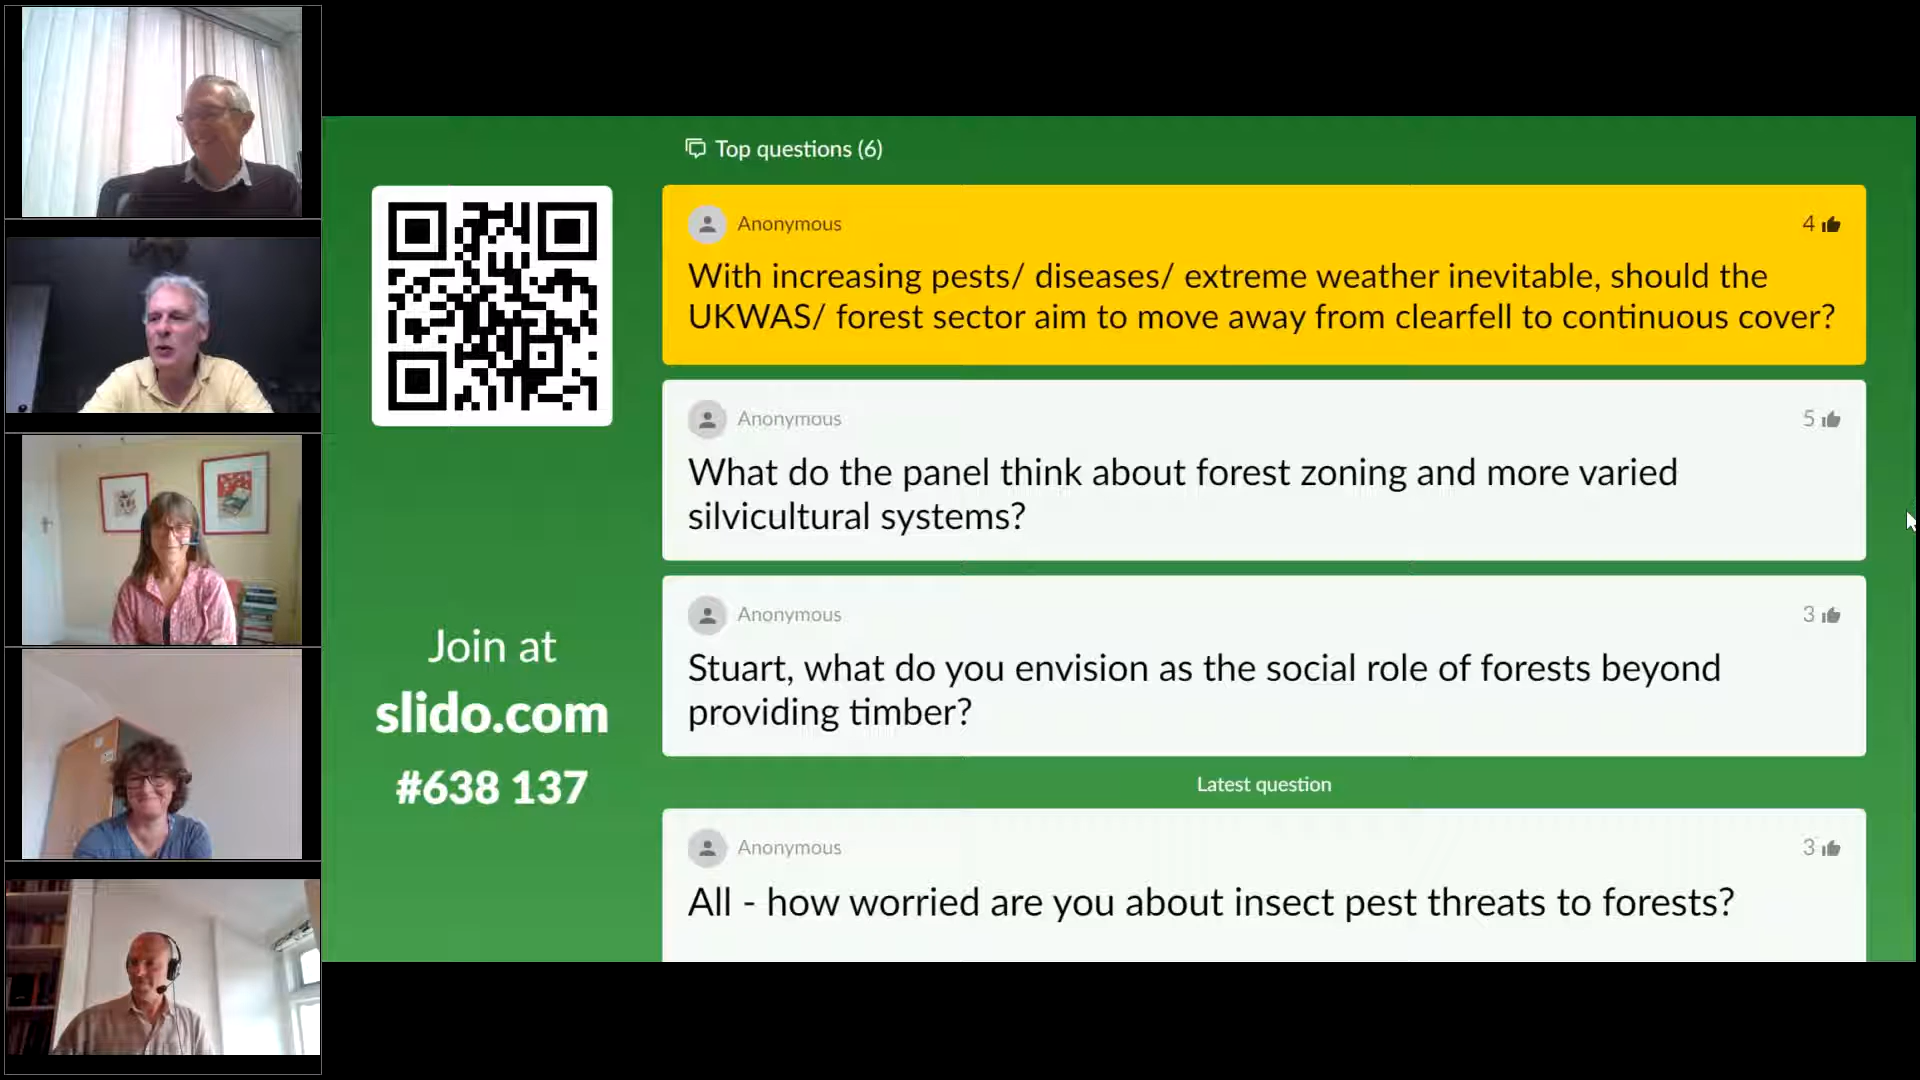 Top questions (6)
Anonymous
4
With increasing pests/ diseases/ extreme weather inevitable, should the
UKWAS/ forest sector aim to move away from clearfell to continuous cover?
Anonymous
5
What do the panel think about forest zoning and more varied
silvicultural systems?
Anonymous
3
Stuart, what do you envision as the social role of forests beyond
providing timber?
Latest question
Anonymous
3
All - how worried are you about insect pest threats to forests?
Join at
slido.com
#638 137